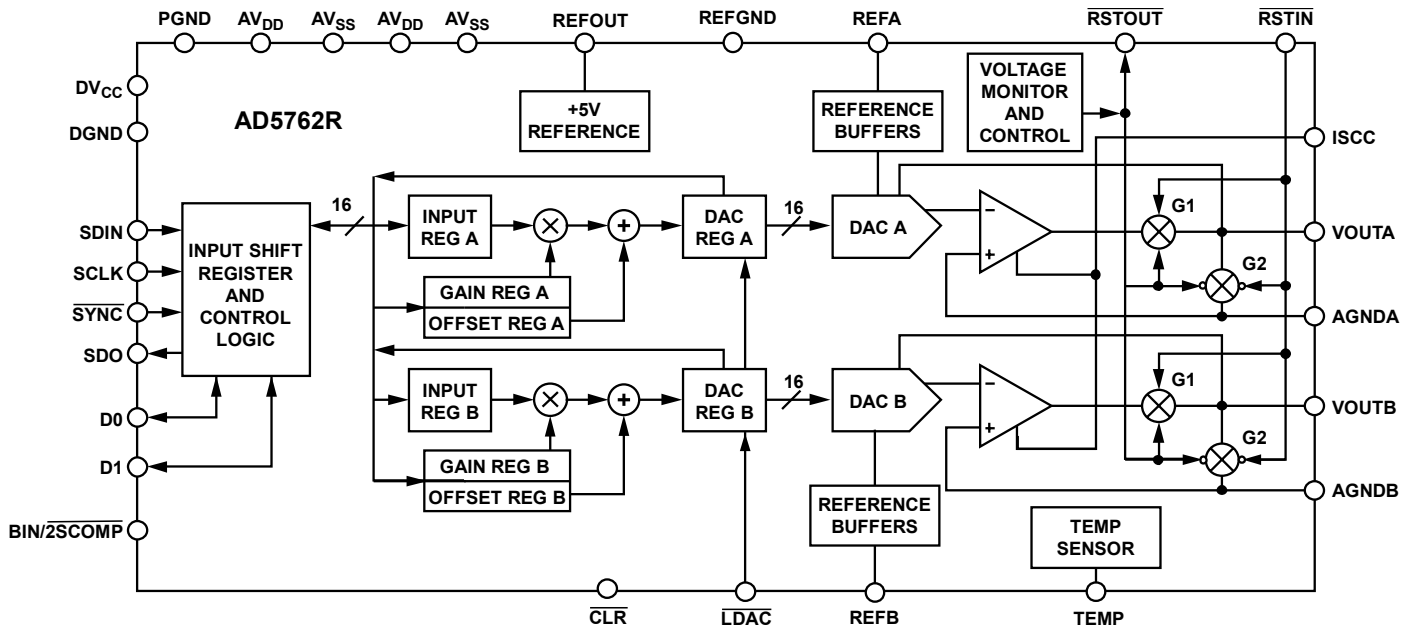 PGND
AVDD
AVSS
AVDD
AVSS
REFOUT
REFGND
REFA
RSTOUT
RSTIN
DVCC
DGND
AD5762R
+5V
REFERENCE
REFERENCE
BUFFERS
VOLTAGE
MONITOR
AND
CONTROL
ISCC
SDIN
SCLK
SYNC
SDO
D0
D1
BIN/2SCOMP
INPUT SHIFT
REGISTER
AND
CONTROL
LOGIC
16
INPUT
REG A
×
+
GAIN REG A
OFFSET REG A
DAC
REG A
16
DAC A
−
+
G1
G2
VOUTA
AGNDA
INPUT
REG B
×
+
GAIN REG B
OFFSET REG B
DAC
REG B
16
DAC B
−
+
G1
G2
VOUTB
AGNDB
REFERENCE
BUFFERS
TEMP
SENSOR
CLR
LDAC
REFB
TEMP